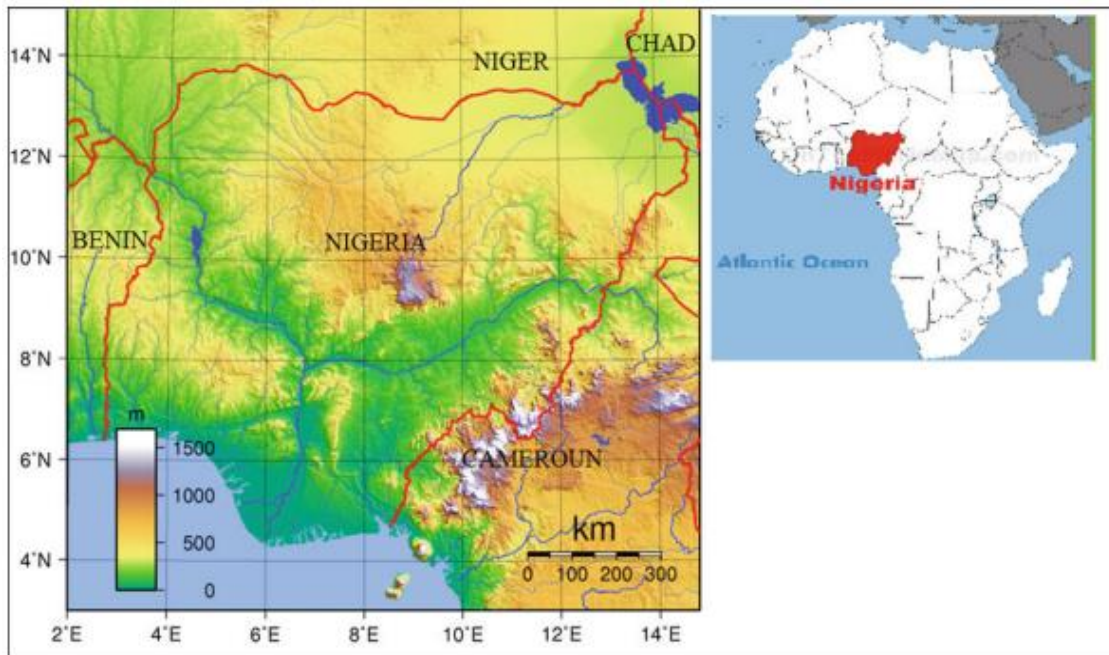 14°N
12°N
10°N
8°N
6°N
4°N
2°E
4°E
6°E
8°E
10°E
12°E
14°E
CHAD
NIGER
BENIN
NIGERIA
CAMEROUN
m
1500
1000
500
0
km
0 100 200 300
Nigeria
Atlantic Ocean